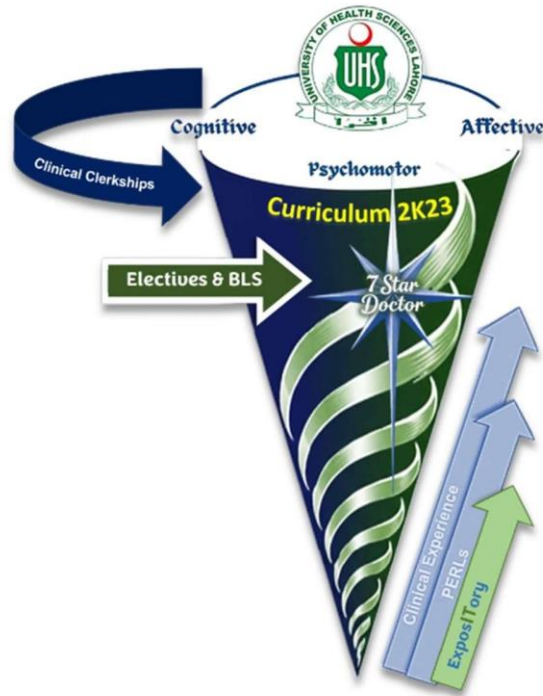 UNIVERSITY OF HEALTH SCIENCES LAHORE
UHS
Cognitive
Affective
Psychomotor
Clinical Clerkships
Curriculum 2K23
Electives & BLS
7 Star
Doctor
Clinical Experience
PERLs
ExposITory